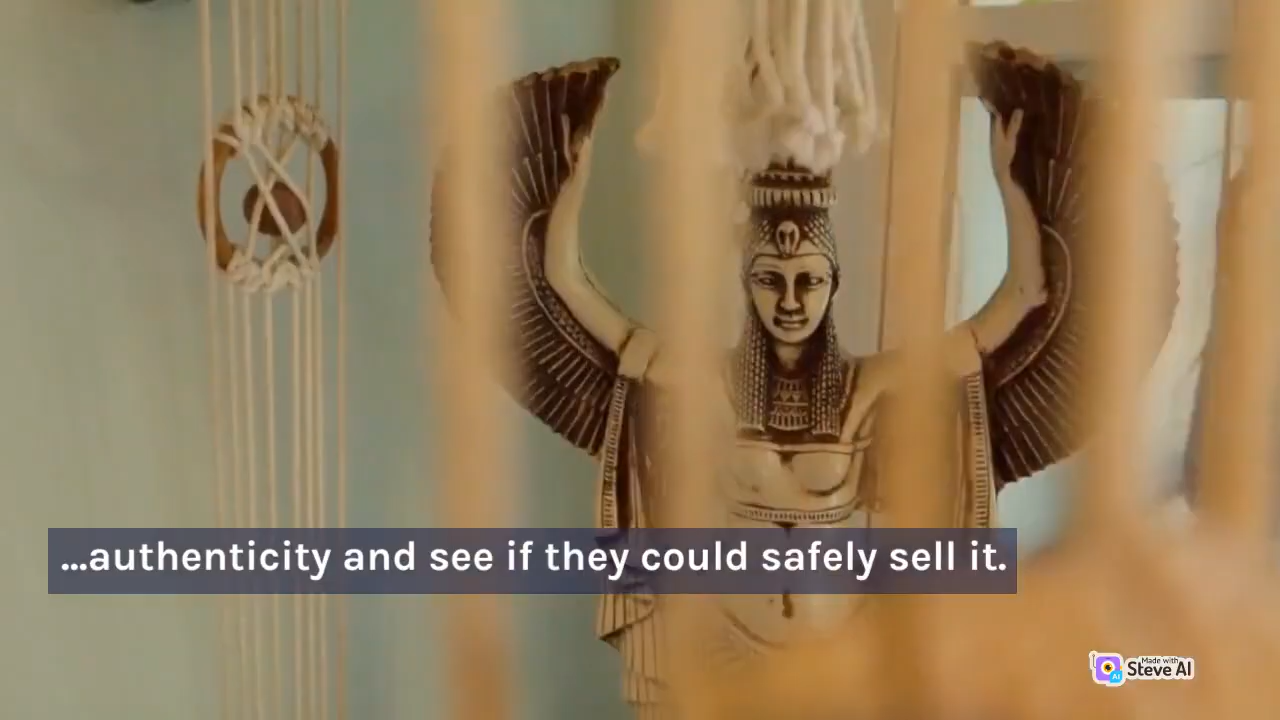 ...authenticity and see if they could safely sell it.
Made with
Steve AI